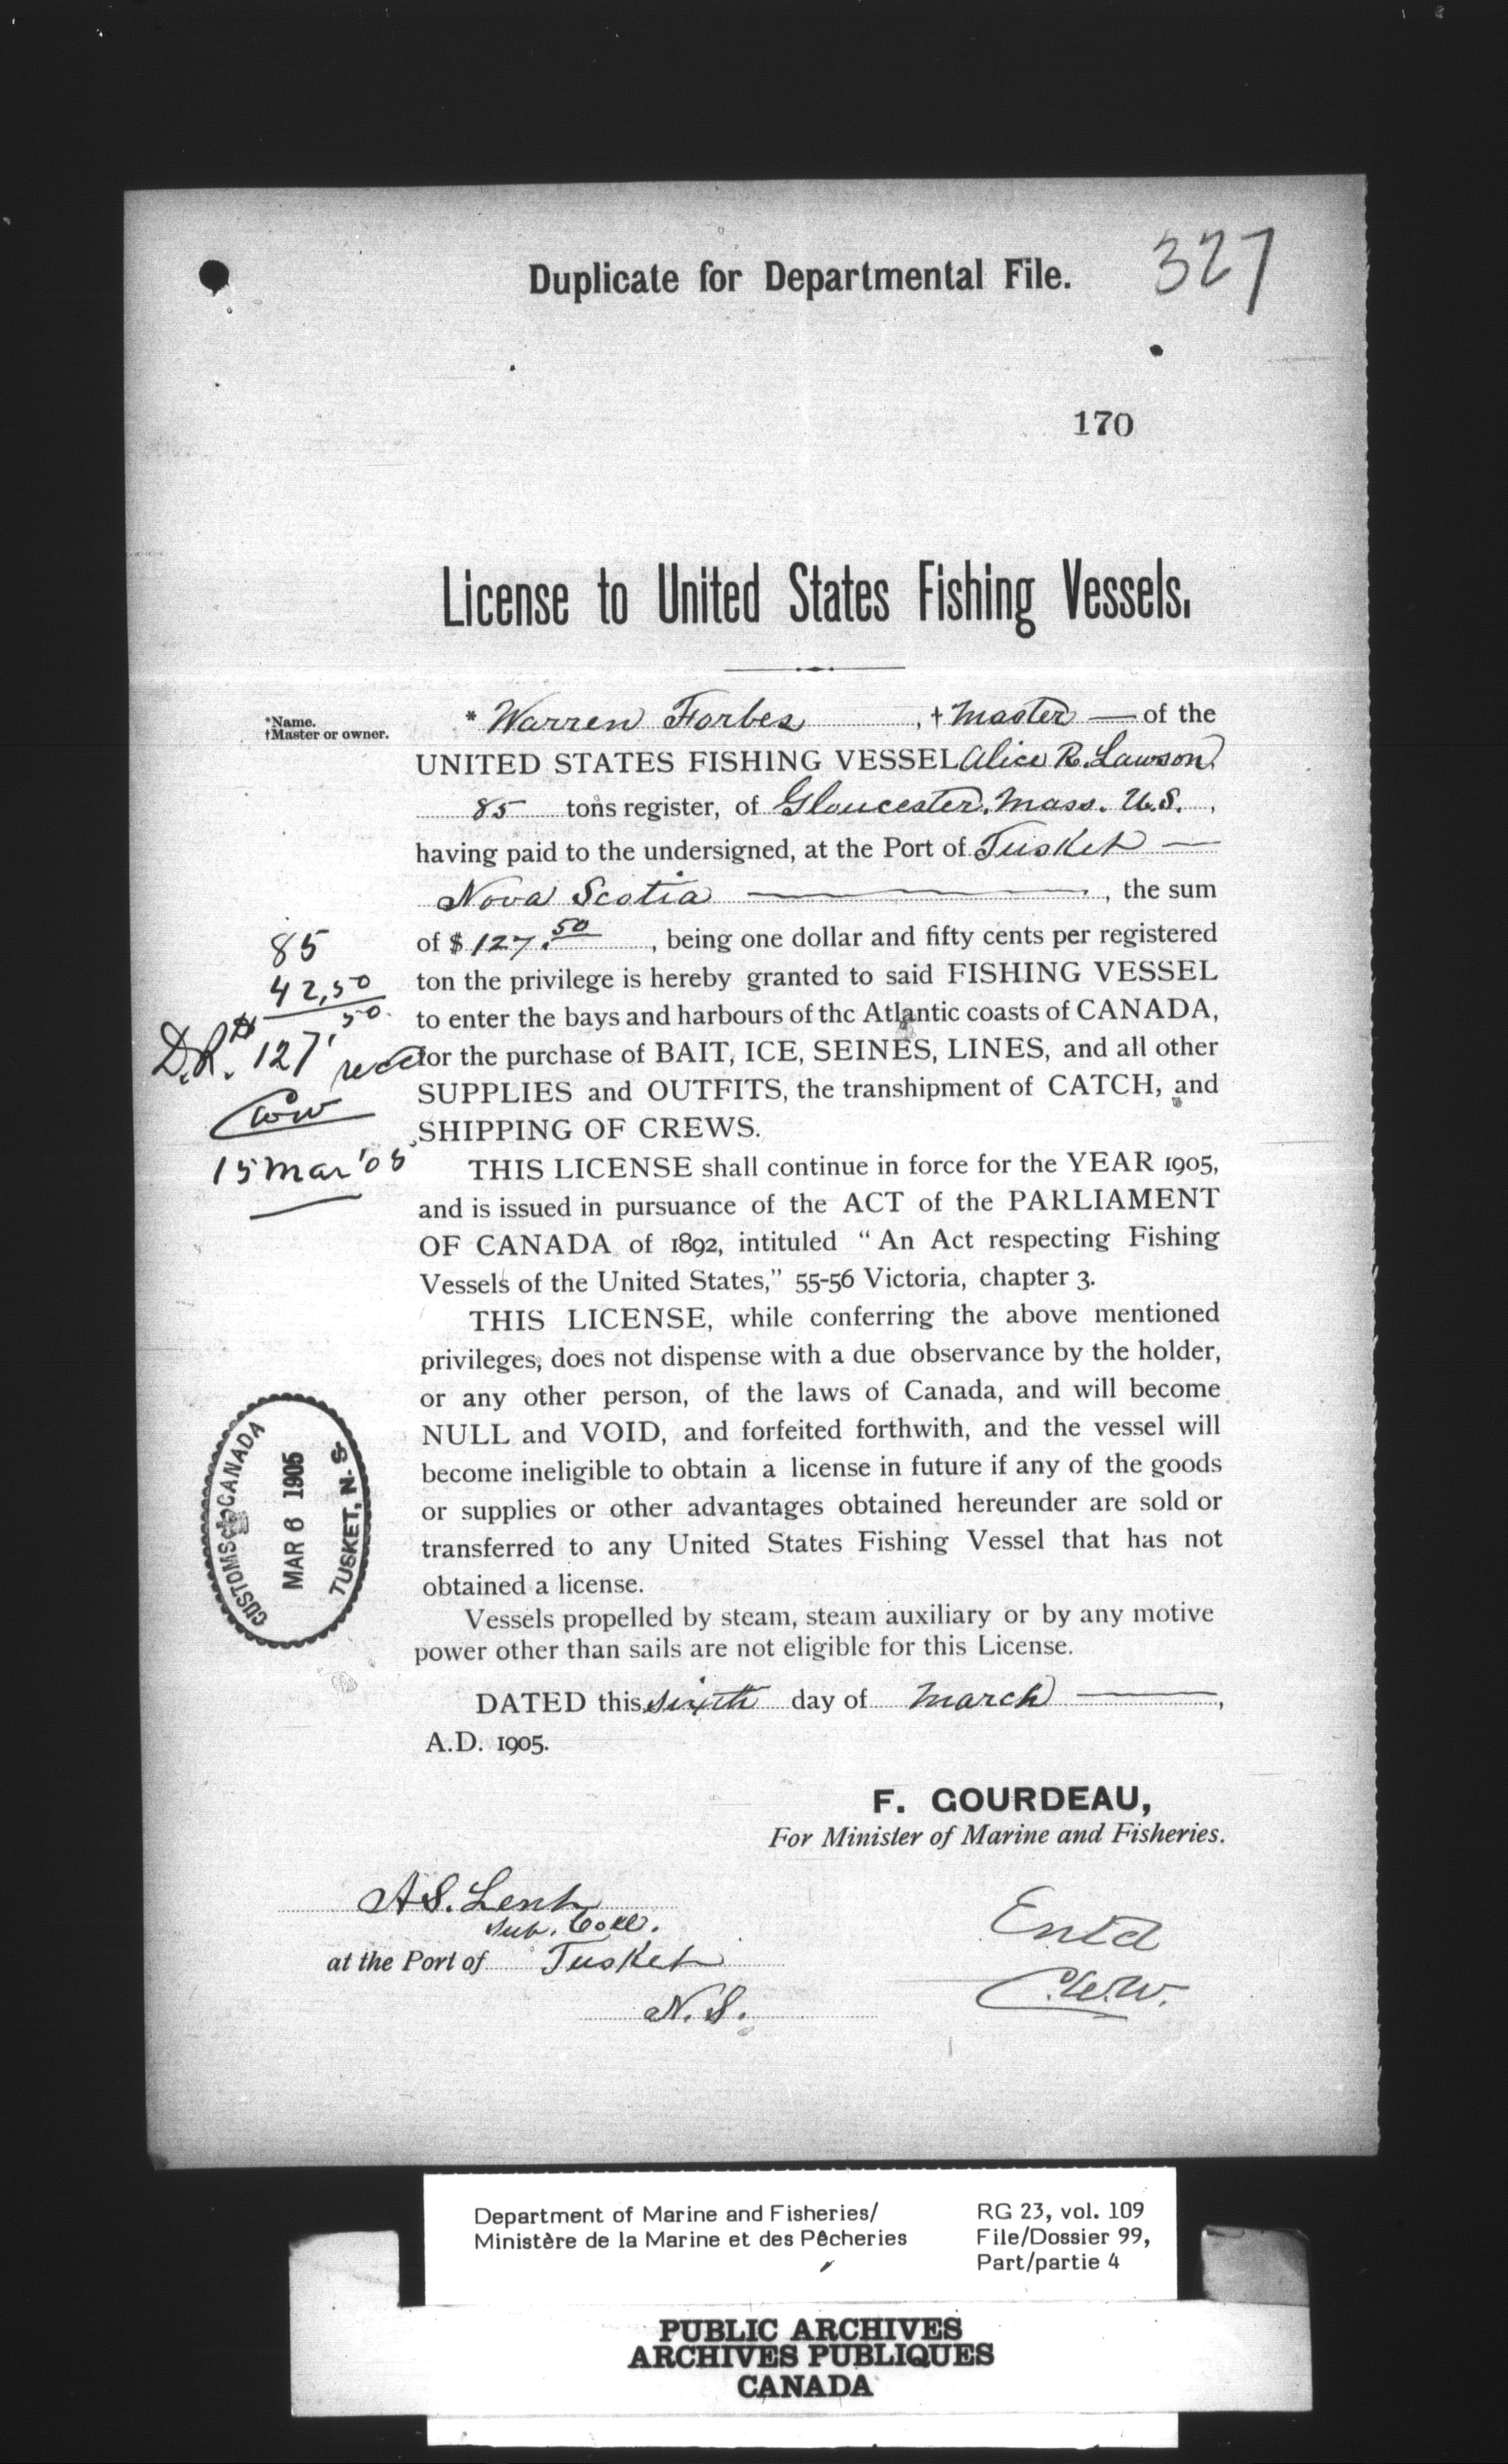 Duplicate for Departmental File.
327
170
License to United States Fishing Vessels.
*Name.
†Master or owner.
* Warren Forbes, † Master — of the
UNITED STATES FISHING VESSEL Alice R. Lawson,
85 tons register, of Gloucester. Mass. U.S.,
having paid to the undersigned, at the Port of Tusket —
Nova Scotia —, the sum
of $ 127.50, being one dollar and fifty cents per registered
ton the privilege is hereby granted to said FISHING VESSEL
to enter the bays and harbours of the Atlantic coasts of CANADA,
for the purchase of BAIT, ICE, SEINES, LINES, and all other
SUPPLIES and OUTFITS, the transhipment of CATCH, and
SHIPPING OF CREWS.
85
42.50
D.R. $127.50 recd
15 Mar '05
THIS LICENSE shall continue in force for the YEAR 1905,
and is issued in pursuance of the ACT of the PARLIAMENT
OF CANADA of 1892, intituled “An Act respecting Fishing
Vessels of the United States,” 55-56 Victoria, chapter 3.
THIS LICENSE, while conferring the above mentioned
privileges, does not dispense with a due observance by the holder,
or any other person, of the laws of Canada, and will become
NULL and VOID, and forfeited forthwith, and the vessel will
become ineligible to obtain a license in future if any of the goods
or supplies or other advantages obtained hereunder are sold or
transferred to any United States Fishing Vessel that has not
obtained a license.
CUSTOMS CANADA
MAR 6 1905
TUSKET, N. S.
Vessels propelled by steam, steam auxiliary or by any motive
power other than sails are not eligible for this License.
DATED this sixth day of March —,
A.D. 1905.
F. GOURDEAU,
For Minister of Marine and Fisheries.
A S. Lent
Sub. Coll.
at the Port of Tusket
N. S.
Entd
C.W.W.
Department of Marine and Fisheries/
Ministère de la Marine et des Pêcheries
RG 23, vol. 109
File/Dossier 99,
Part/partie 4
PUBLIC ARCHIVES
ARCHIVES PUBLIQUES
CANADA